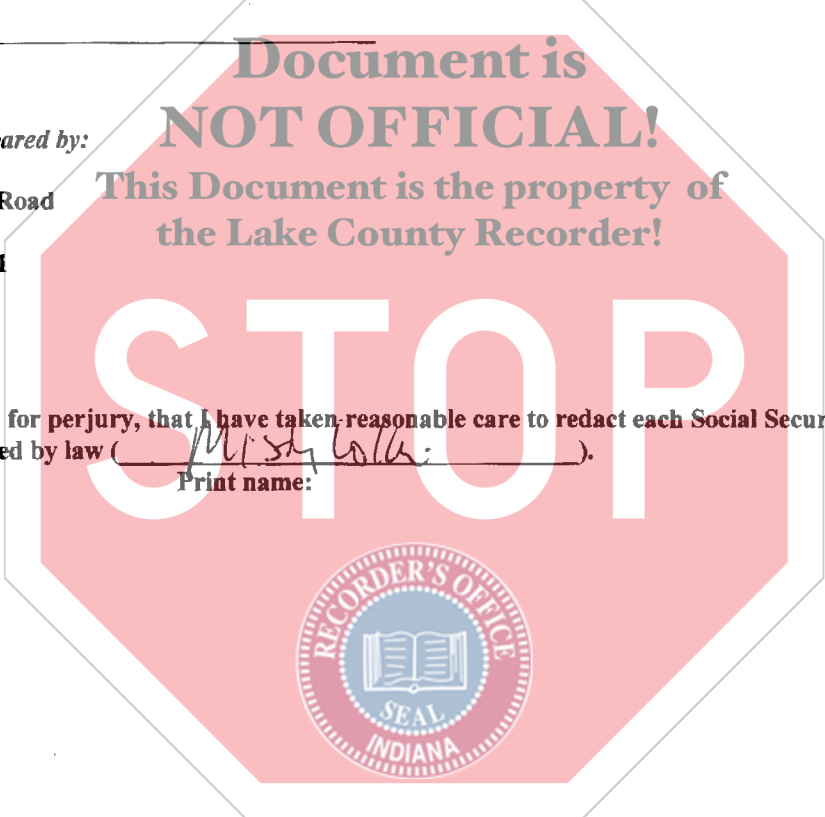 Document is
NOT OFFICIAL!
ared by:
This Document is the property of
Road
the Lake County Recorder!
STOP
for perjury, that I have taken reasonable care to redact each Social Secur
ed by law ( Misty ).
Print name:
RECORDER'S OFFICE
SEAL
INDIANA